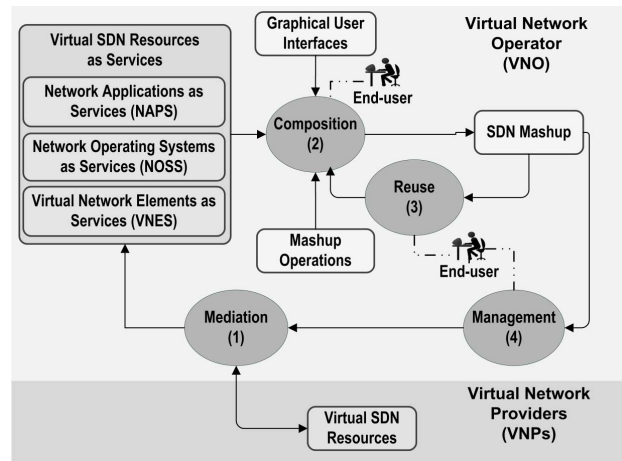 Virtual SDN Resources
as Services
Network Applications as
Services (NAPS)
Network Operating Systems
as Services (NOSS)
Virtual Network Elements as
Services (VNES)
Graphical User
Interfaces
End-user
Composition
(2)
Mashup
Operations
Virtual Network
Operator
(VNO)
SDN Mashup
Reuse
(3)
End-user
Mediation
(1)
Management
(4)
Virtual Network
Providers
(VNPs)
Virtual SDN
Resources